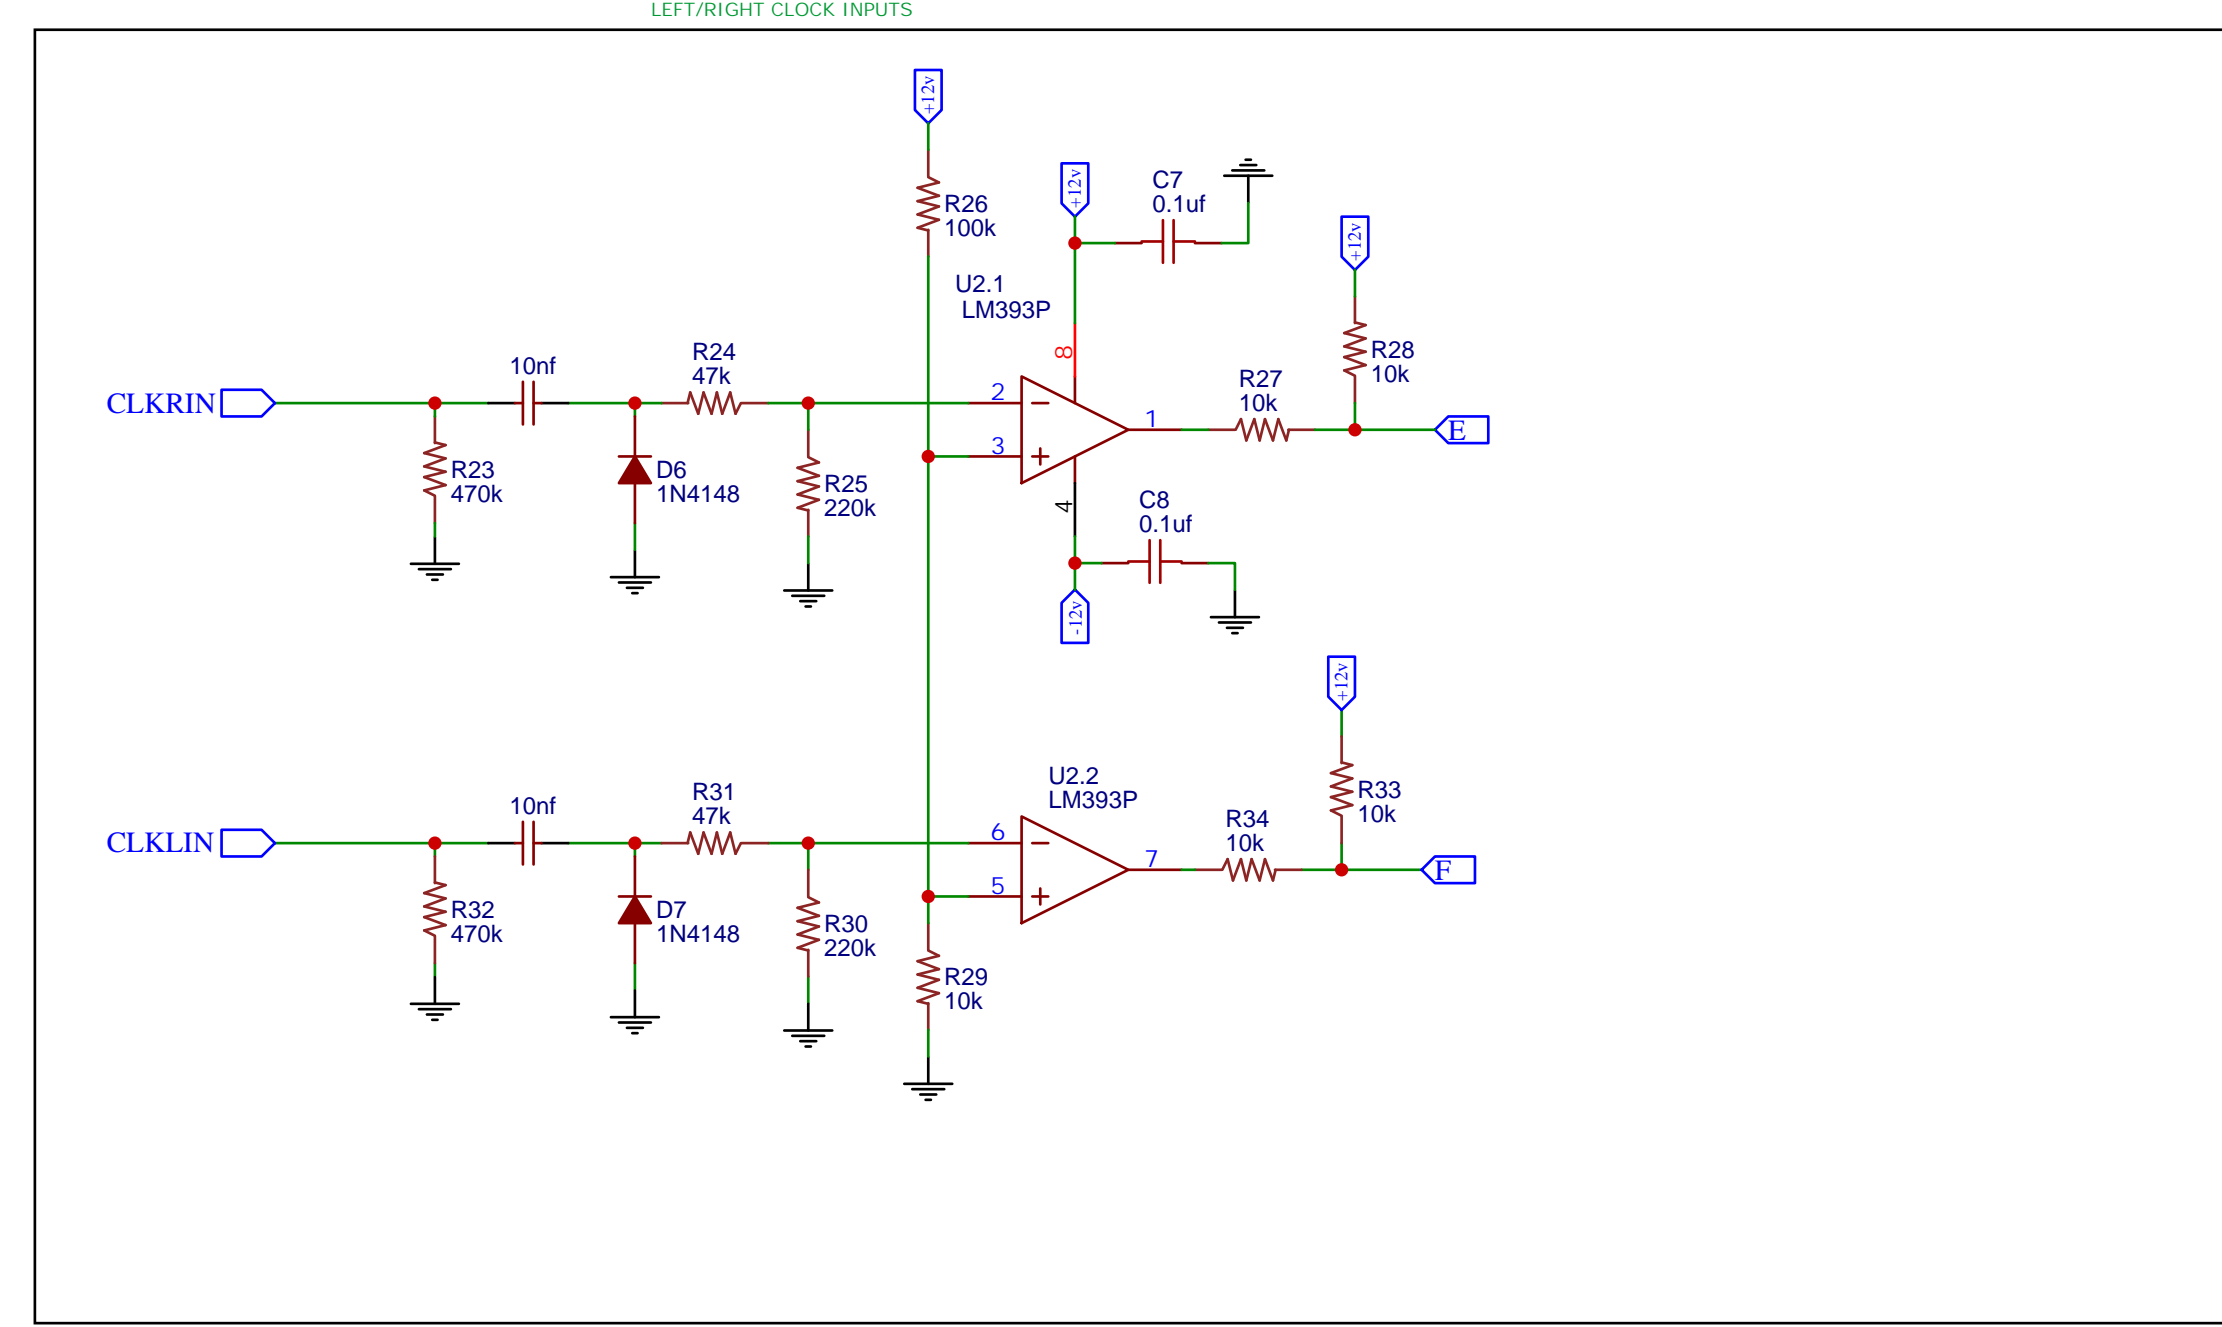 LEFT/RIGHT CLOCK INPUTS
+12v
+12v
C7
0.1uf
R26
100k
+12v
U2.1
LM393P
8
R28
10k
10nf
R24
47k
R27
10k
CLKRIN
2
1
E
3
R23
470k
D6
1N4148
R25
220k
4
C8
0.1uf
-12v
+12v
U2.2
LM393P
R33
10k
10nf
R31
47k
R34
10k
CLKLIN
6
7
F
5
R32
470k
D7
1N4148
R30
220k
R29
10k